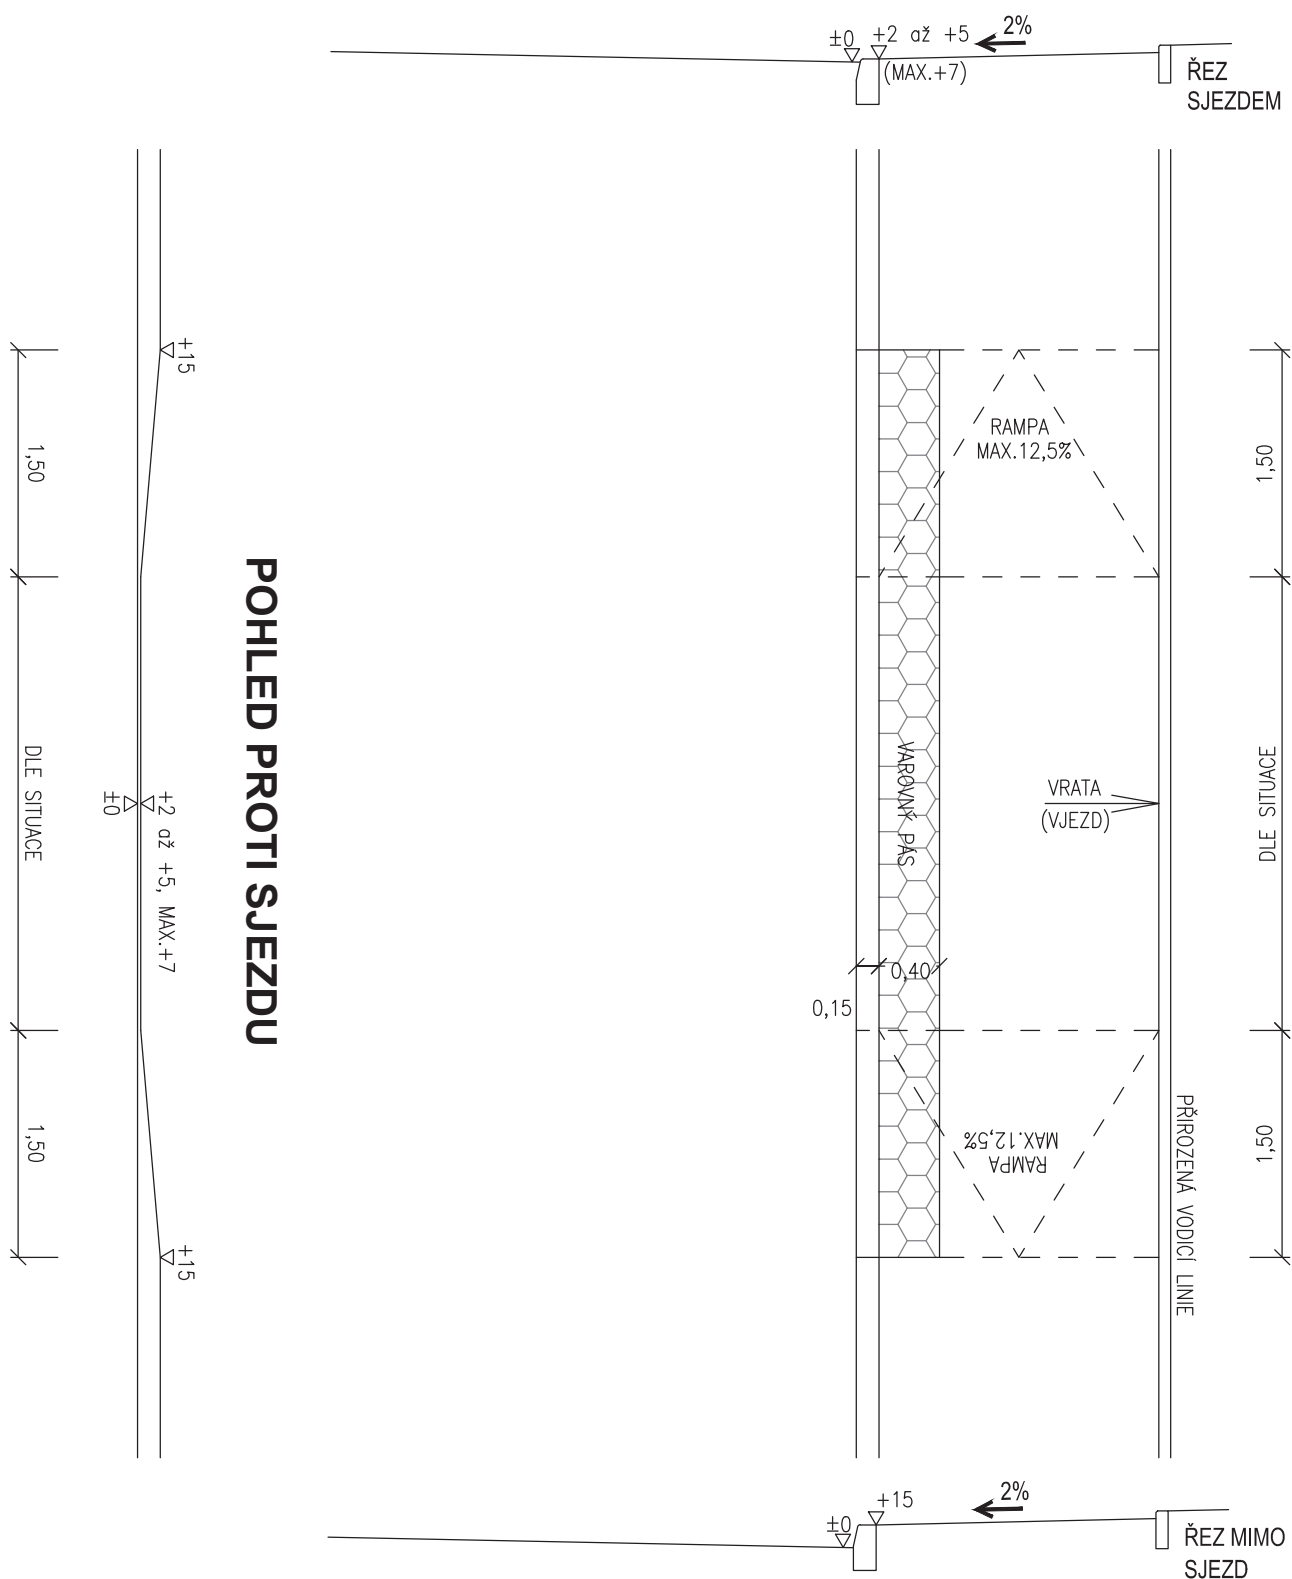 ±0
+2 až +5
(MAX.+7)
2%
ŘEZ
SJEZDEM
+15
1,50
RAMPA
MAX.12,5%
1,50
1,50
POHLED PROTI SJEZDU
DLE SITUACE
±0
+2 až +5, MAX.+7
VAROVNÝ PÁS
VRATA
(VJEZD)
DLE SITUACE
0,40
0,15
1,50
+15
RAMPA
MAX.12,5%
PŘIROZENÁ VODICÍ LINIE
1,50
±0
+15
2%
ŘEZ MIMO
SJEZD